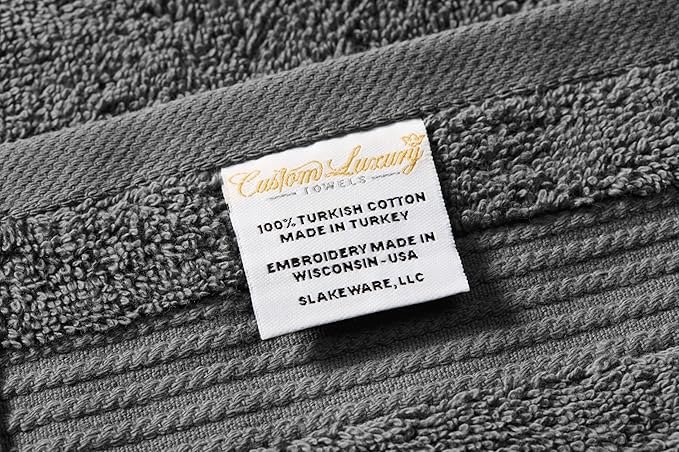 Custom Luxury
TOWELS
100% TURKISH COTTON
MADE IN TURKEY
EMBROIDERY MADE IN
WISCONSIN-USA
SLAKEWARE, LLC